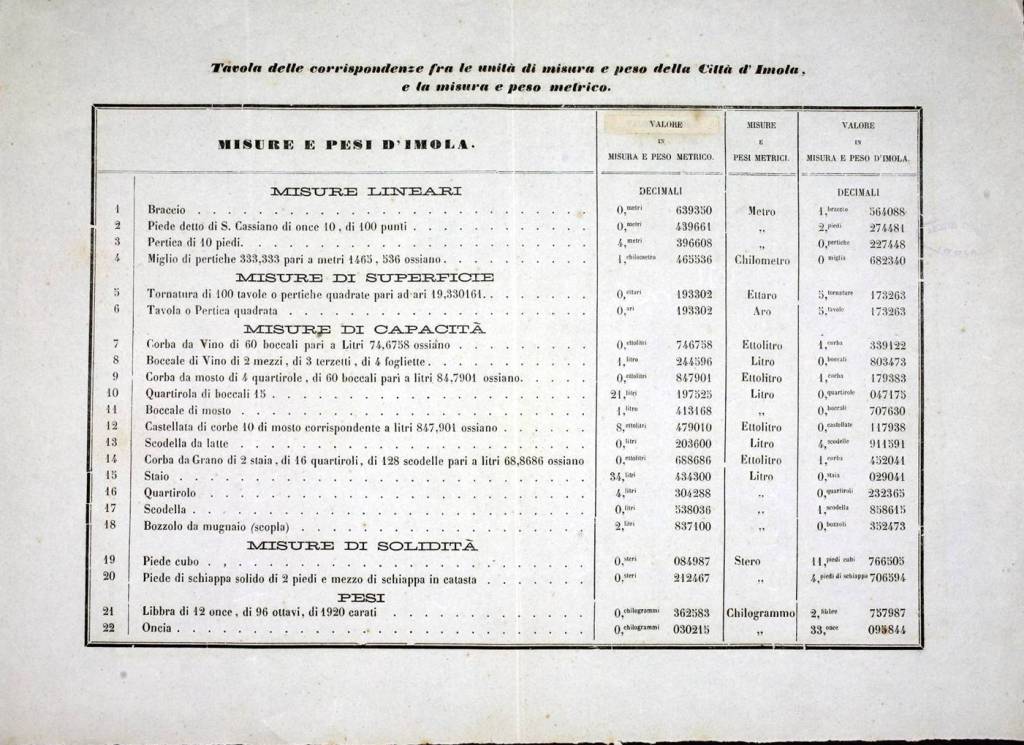 Tavola delle corrispondenze fra le unità di misura e peso della Città d' Imola,
e la misura e peso metrico.
MISURE E PESI D'IMOLA.
VALORE
IN
MISURA E PESO METRICO.
MISURE
E
PESI METRICI.
VALORE
IN
MISURA E PESO D'IMOLA.
MISURE LINEARI DECIMALI DECIMALI
1 Braccio . . . . 0,metri 639350 Metro 1,braccio 564088
2 Piede detto di S. Cassiano di once 10, di 100 punti . . . . 0,metri 439661 ,, 2,piedi 274481
3 Pertica di 10 piedi. . . . 4,metri 396608 ,, 0,pertiche 227448
4 Miglio di pertiche 333,333 pari a metri 1465, 536 ossiano . . . . 1,chilometro 465536 Chilometro 0 miglia 682340
MISURE DI SUPERFICIE
5 Tornatura di 100 tavole o pertiche quadrate pari ad ari 19,330161. . . . 0,ettari 193302 Ettaro 5,tornature 173263
6 Tavola o Pertica quadrata . . . . 0,ari 193302 Aro 5,tavole 173263
MISURE DI CAPACITÀ
7 Corba da Vino di 60 boccali pari a Litri 74,6758 ossiano . . . . 0,ettolitri 746758 Ettolitro 1,corba 339122
8 Boccale di Vino di 2 mezzi, di 3 terzetti, di 4 fogliette . . . . 1,litro 244596 Litro 0,boccali 803473
9 Corba da mosto di 4 quartirole, di 60 boccali pari a litri 84,7901 ossiano. . . . 0,ettolitri 847901 Ettolitro 1,corba 179383
10 Quartirola di boccali 15 . . . . 21,litri 197525 Litro 0,quartirole 047175
11 Boccale di mosto . . . . 1,litro 413168 ,, 0,boccali 707630
12 Castellata di corbe 10 di mosto corrispondente a litri 847,901 ossiano . . . . 8,ettolitri 479010 Ettolitro 0,castellate 117938
13 Scodella da latte . . . . 0,litri 203600 Litro 4,scodelle 911591
14 Corba da Grano di 2 staia, di 16 quartiroli, di 128 scodelle pari a litri 68,8686 ossiano 0,ettolitri 688686 Ettolitro 1,corba 452041
15 Staio . . . . 34,litri 434300 Litro 0,staia 029041
16 Quartirolo . . . . 4,litri 304288 ,, 0,quartiroli 232365
17 Scodella . . . . 0,litri 538036 ,, 1,scodella 858615
18 Bozzolo da mugnaio (scopla) . . . . 2,litri 837100 ,, 0,bozzoli 352473
MISURE DI SOLIDITÀ
19 Piede cubo . . . . 0,steri 084987 Stero 11,piedi cubi 766505
20 Piede di schiappa solido di 2 piedi e mezzo di schiappa in catasta . . . . 0,steri 212467 ,, 4,piedi di schiappa 706594
PESI
21 Libbra di 12 once, di 96 ottavi, di 1920 carati . . . . 0,chilogrammi 362583 Chilogrammo 2,libbre 757987
22 Oncia . . . . 0,chilogrammi 030215 ,, 33,once 095844